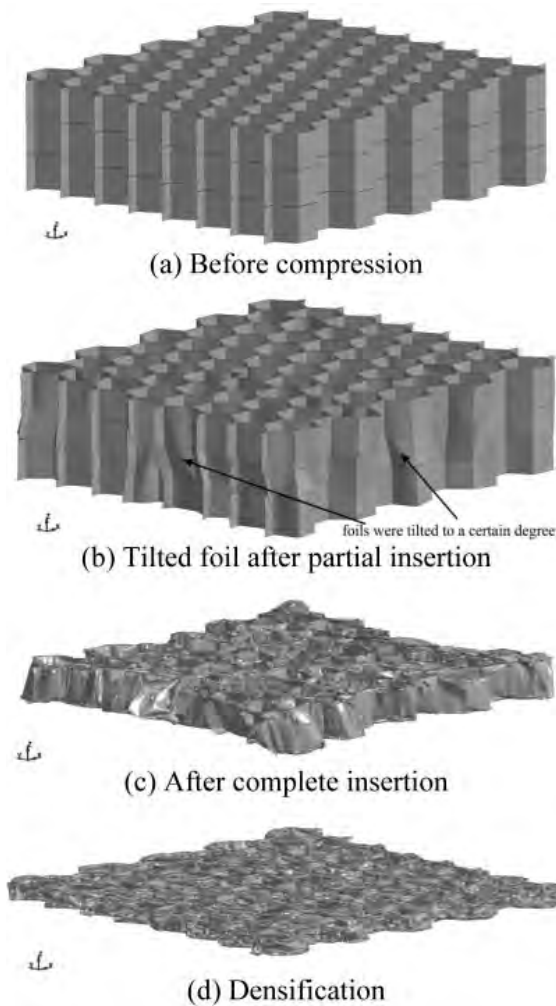 (a) Before compression
foils were tilted to a certain degree
(b) Tilted foil after partial insertion
(c) After complete insertion
(d) Densification